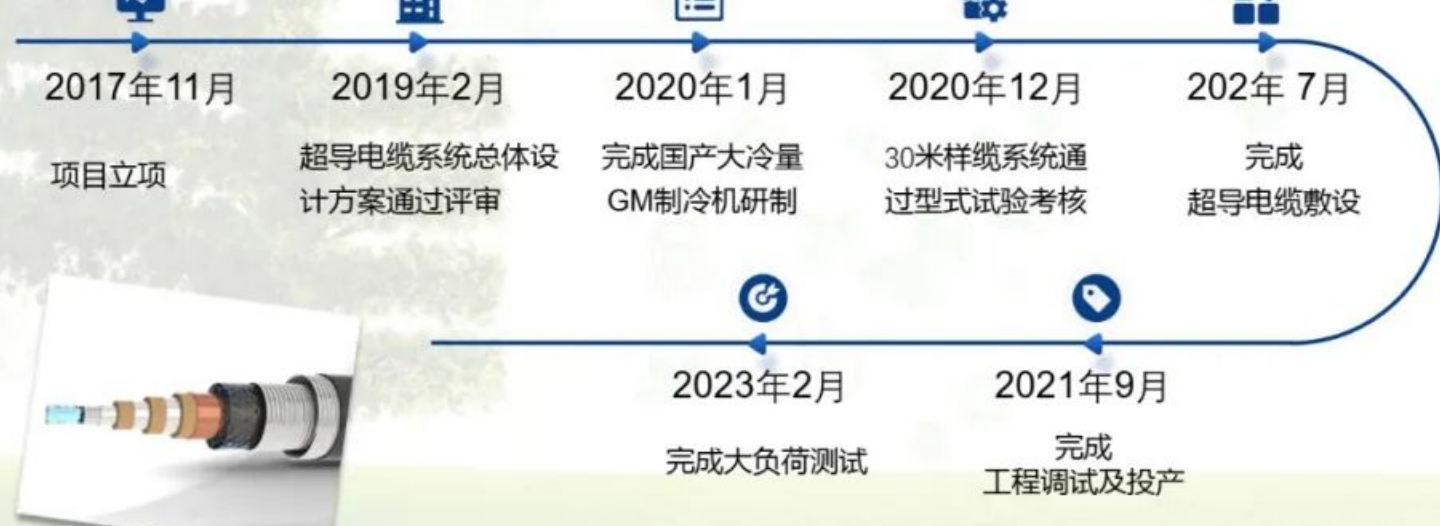 2017年11月
2019年2月
2020年1月
2020年12月
202年 7月
项目立项
超导电缆系统总体设
计方案通过评审
完成国产大冷量
GM制冷机研制
30米样缆系统通
过型式试验考核
完成
超导电缆敷设
2021年9月
完成
工程调试及投产
2023年2月
完成大负荷测试